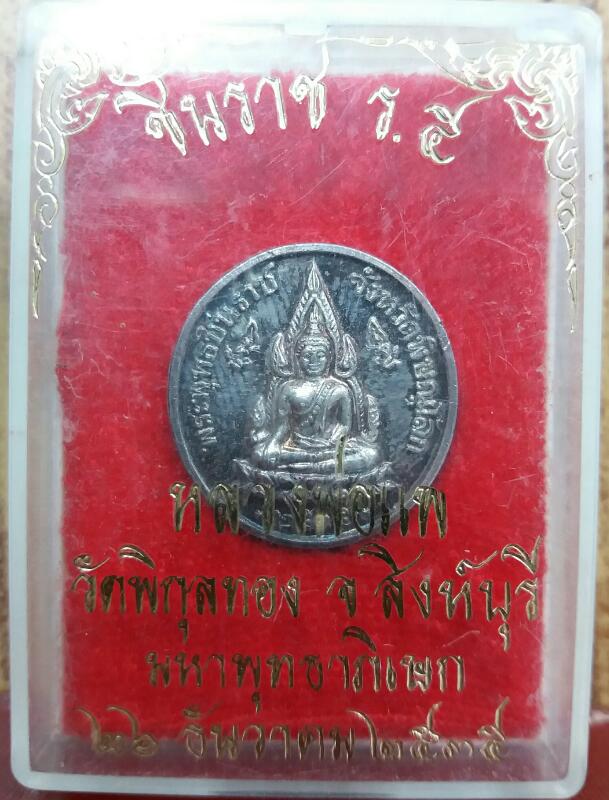 ชินราช ร.๕
พระพุทธชินราช จังหวัดพิษณุโลก
หลวงพ่อแพ
วัดพิกุลทอง จ สิงห์บุรี
มหาพุทธาภิเษก
๒๖ ธันวาคม ๒๕๓๕